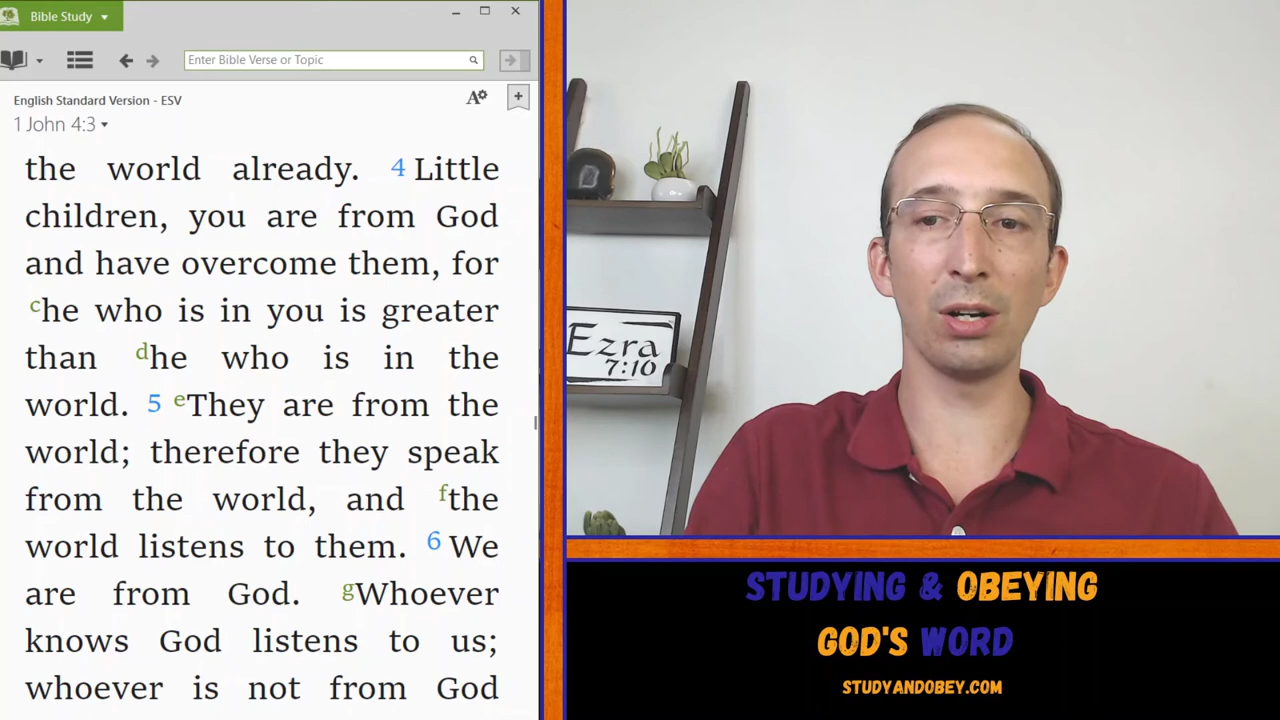 Bible Study
Enter Bible Verse or Topic
English Standard Version - ESV
1 John 4:3
the world already. 4 Little
children, you are from God
and have overcome them, for
che who is in you is greater
than dhe who is in the
world. 5 eThey are from the
world; therefore they speak
from the world, and fthe
world listens to them. 6 We
are from God. gWhoever
knows God listens to us;
whoever is not from God
Ezra
7:10
STUDYING & OBEYING
GOD'S WORD
STUDYANDOBEY.COM